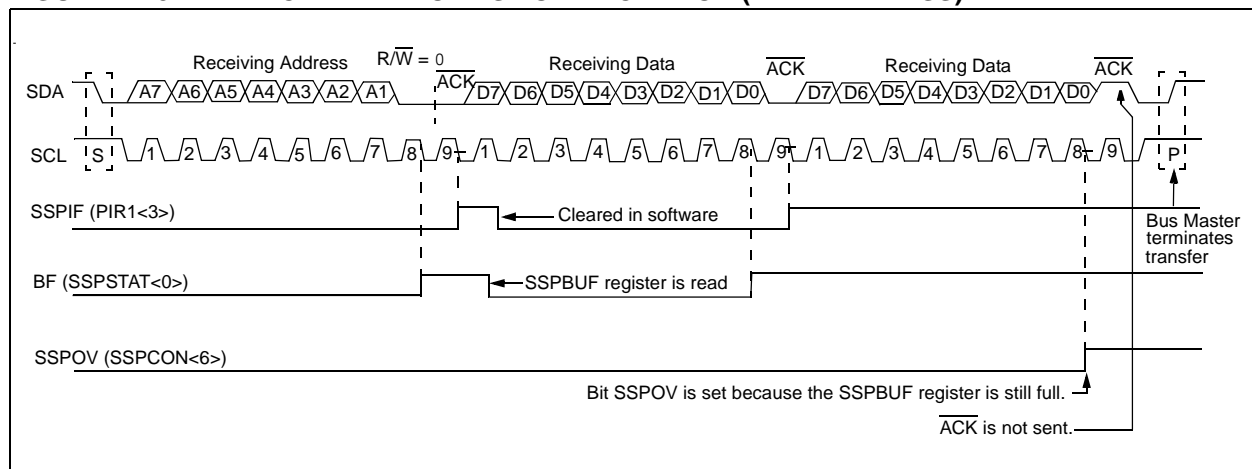 Receiving Address R/W = 0 Receiving Data ACK Receiving Data ACK
ACK
SDA A7 A6 A5 A4 A3 A2 A1 D7 D6 D5 D4 D3 D2 D1 D0 D7 D6 D5 D4 D3 D2 D1 D0
SCL S 1 2 3 4 5 6 7 8 9 1 2 3 4 5 6 7 8 9 1 2 3 4 5 6 7 8 9 P
SSPIF (PIR1<3>)
Cleared in software
Bus Master
terminates
transfer
BF (SSPSTAT<0>)
SSPBUF register is read
SSPOV (SSPCON<6>)
Bit SSPOV is set because the SSPBUF register is still full.
ACK is not sent.